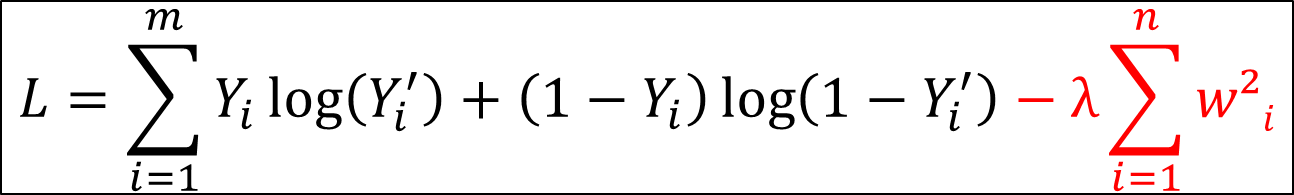 L = ∑_{i=1}^{m} Y_i log(Y_i′) + (1 − Y_i) log(1 − Y_i′) − λ ∑_{i=1}^{n} w²_i